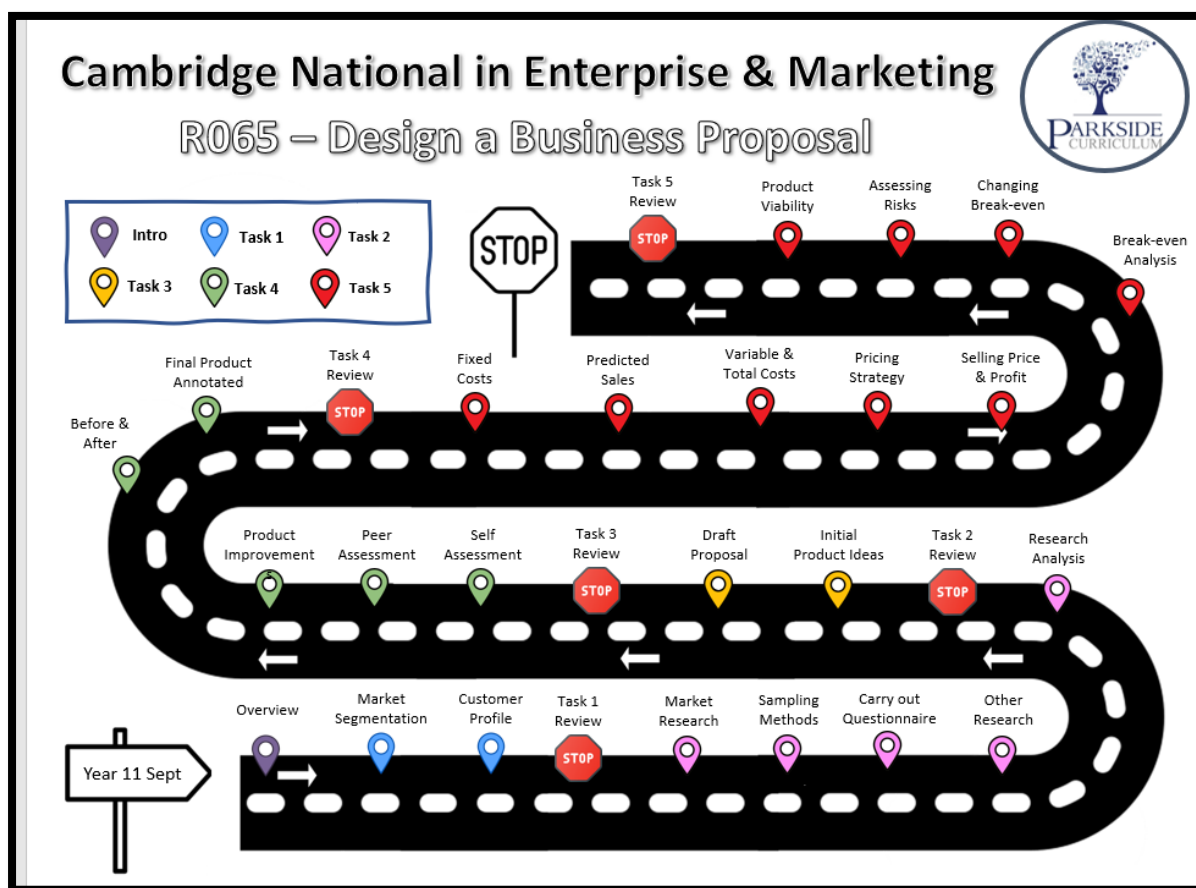 Cambridge National in Enterprise & Marketing
R065 – Design a Business Proposal
PARKSIDE
CURRICULUM
Intro
Task 1
Task 2
Task 3
Task 4
Task 5
STOP
Task 5
Review
STOP
Product
Viability
Assessing
Risks
Changing
Break-even
Break-even
Analysis
Final Product
Annotated
Before &
After
Task 4
Review
STOP
Fixed
Costs
Predicted
Sales
Variable &
Total Costs
Pricing
Strategy
Selling Price
& Profit
Product
Improvement
s
Peer
Assessment
Self
Assessment
Task 3
Review
STOP
Draft
Proposal
Initial
Product Ideas
Task 2
Review
STOP
Research
Analysis
Year 11 Sept
Overview
Market
Segmentation
Customer
Profile
Task 1
Review
STOP
Market
Research
Sampling
Methods
Carry out
Questionnaire
Other
Research